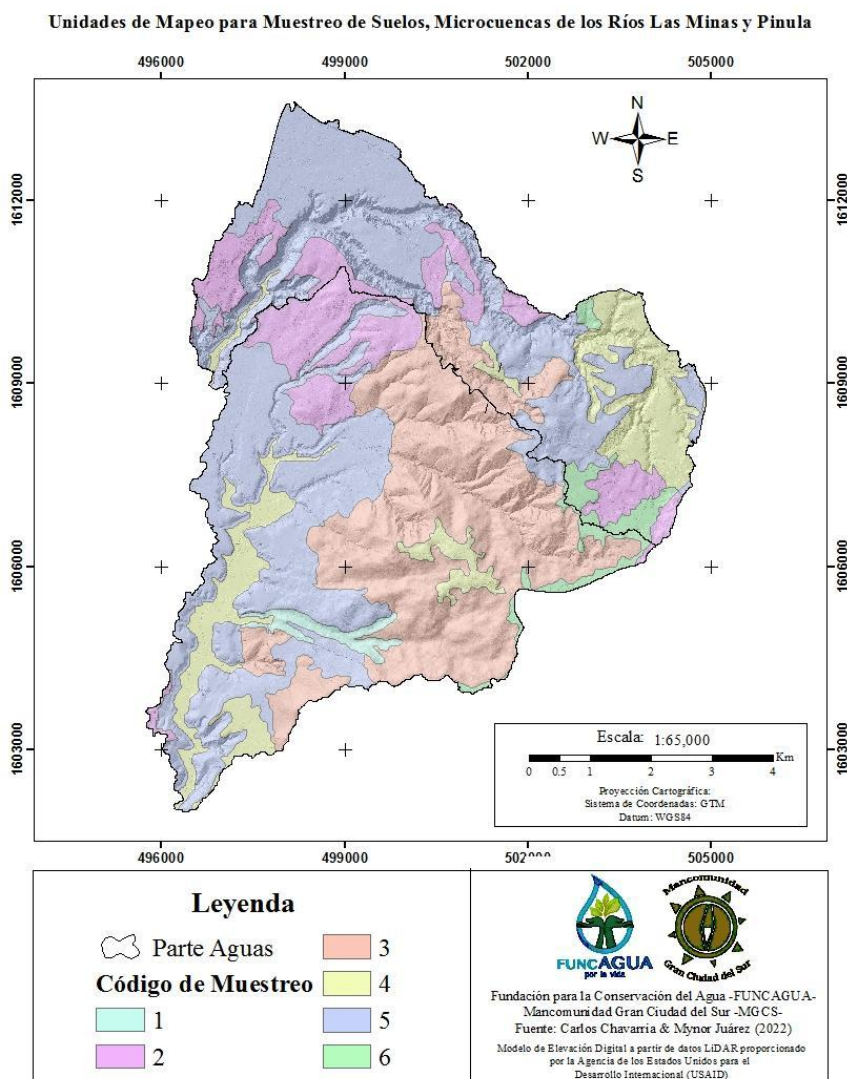 Unidades de Mapeo para Muestreo de Suelos, Microcuencas de los Ríos Las Minas y Pinula
496000 499000 502000 505000
N
W E
S
1612000 1612000
1609000 1609000
1606000 1606000
1603000 1603000
Escala: 1:65,000
Km
0 0.5 1 2 3 4
Proyección Cartográfica:
Sistema de Coordenadas: GTM
Datum: WGS84
496000 499000 502000 505000
Leyenda
Parte Aguas
Código de Muestreo
1
2
3
4
5
6
FUNCAGUA
por la vida
Mancomunidad
Gran Ciudad del Sur
Fundación para la Conservación del Agua -FUNCAGUA-
Mancomunidad Gran Ciudad del Sur -MGCS-
Fuente: Carlos Chavarria & Mynor Juárez (2022)
Modelo de Elevación Digital a partir de datos LiDAR proporcionado
por la Agencia de los Estados Unidos para el
Desarrollo Internacional (USAID)